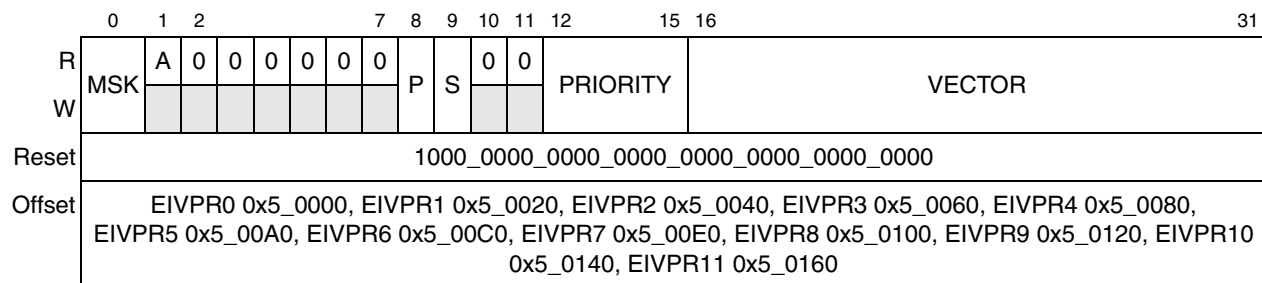 0 1 2 7 8 9 10 11 12 15 16 31
R MSK A 0 0 0 0 0 0 P S 0 0 PRIORITY VECTOR
W
Reset 1000_0000_0000_0000_0000_0000_0000_0000
Offset EIVPR0 0x5_0000, EIVPR1 0x5_0020, EIVPR2 0x5_0040, EIVPR3 0x5_0060, EIVPR4 0x5_0080,
EIVPR5 0x5_00A0, EIVPR6 0x5_00C0, EIVPR7 0x5_00E0, EIVPR8 0x5_0100, EIVPR9 0x5_0120, EIVPR10
0x5_0140, EIVPR11 0x5_0160